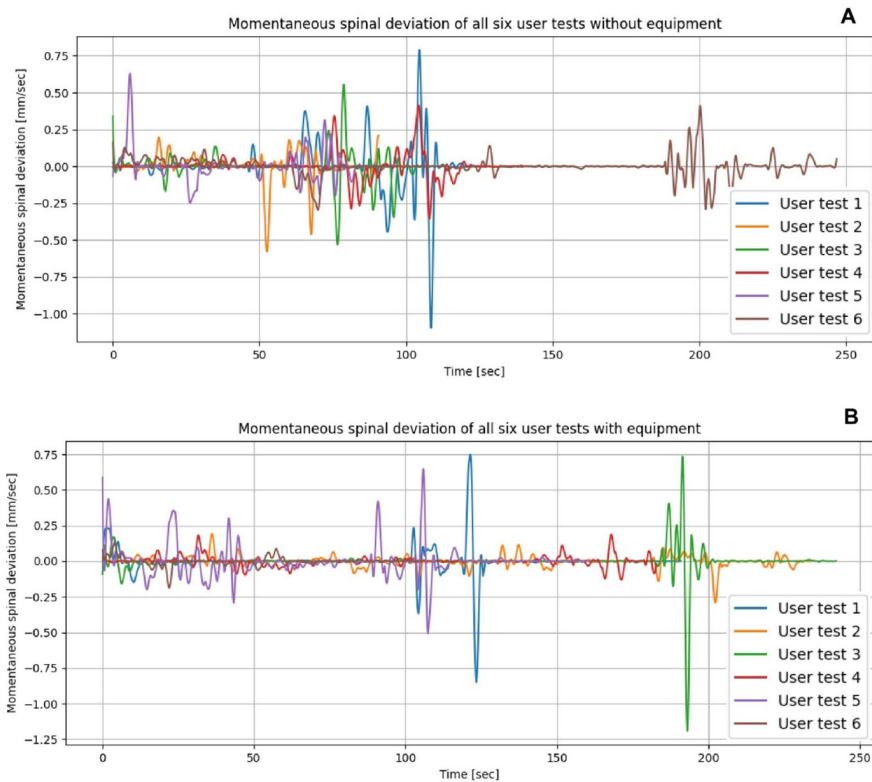 A
Momentaneous spinal deviation of all six user tests without equipment
Momentaneous spinal deviation [mm/sec]
0.75
0.50
0.25
0.00
−0.25
−0.50
−0.75
−1.00
User test 1
User test 2
User test 3
User test 4
User test 5
User test 6
0 50 100 150 200 250
Time [sec]
B
Momentaneous spinal deviation of all six user tests with equipment
Momentaneous spinal deviation [mm/sec]
0.75
0.50
0.25
0.00
−0.25
−0.50
−0.75
−1.00
−1.25
User test 1
User test 2
User test 3
User test 4
User test 5
User test 6
0 50 100 150 200 250
Time [sec]